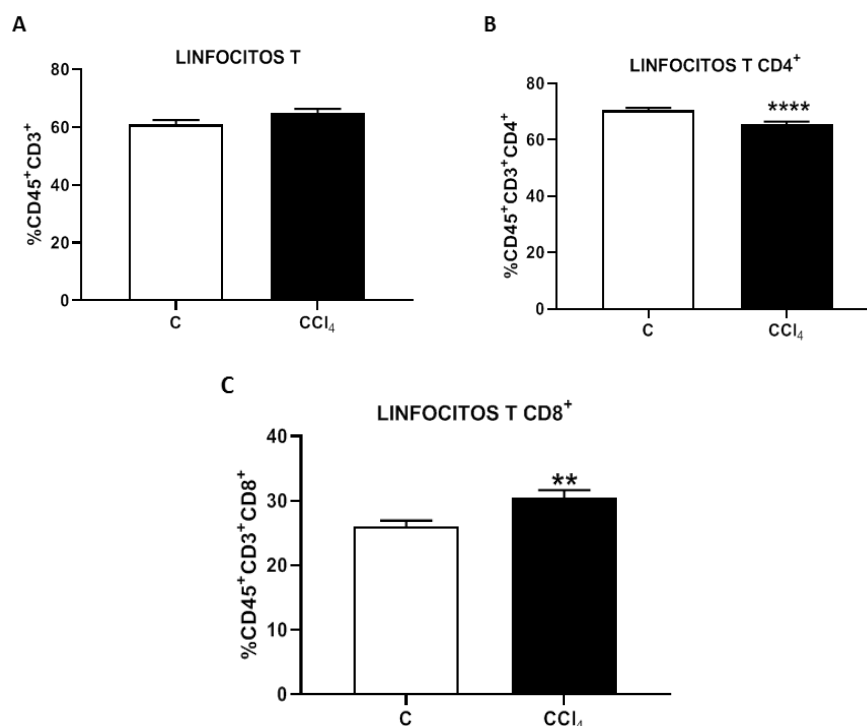 A
LINFOCITOS T
80
60
40
20
0
%CD45⁺CD3⁺
C
CCl₄
B
LINFOCITOS T CD4⁺
80
60
40
20
0
%CD45⁺CD3⁺CD4⁺
****
C
CCl₄
C
LINFOCITOS T CD8⁺
40
30
20
10
0
%CD45⁺CD3⁺CD8⁺
**
C
CCl₄